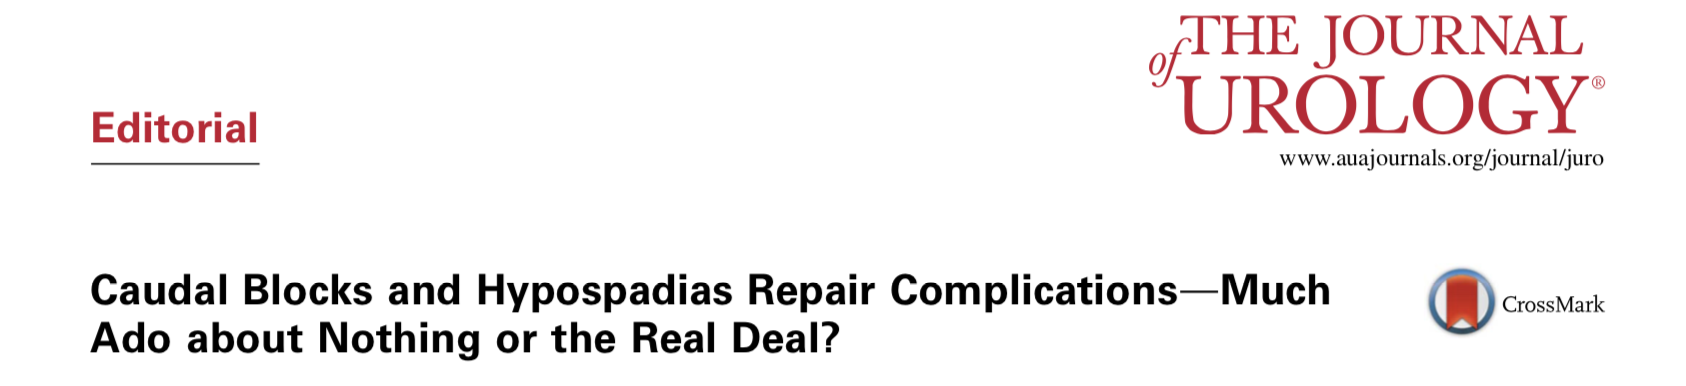 THE JOURNAL
of UROLOGY®
www.auajournals.org/journal/juro
Editorial
Caudal Blocks and Hypospadias Repair Complications—Much
Ado about Nothing or the Real Deal?
CrossMark